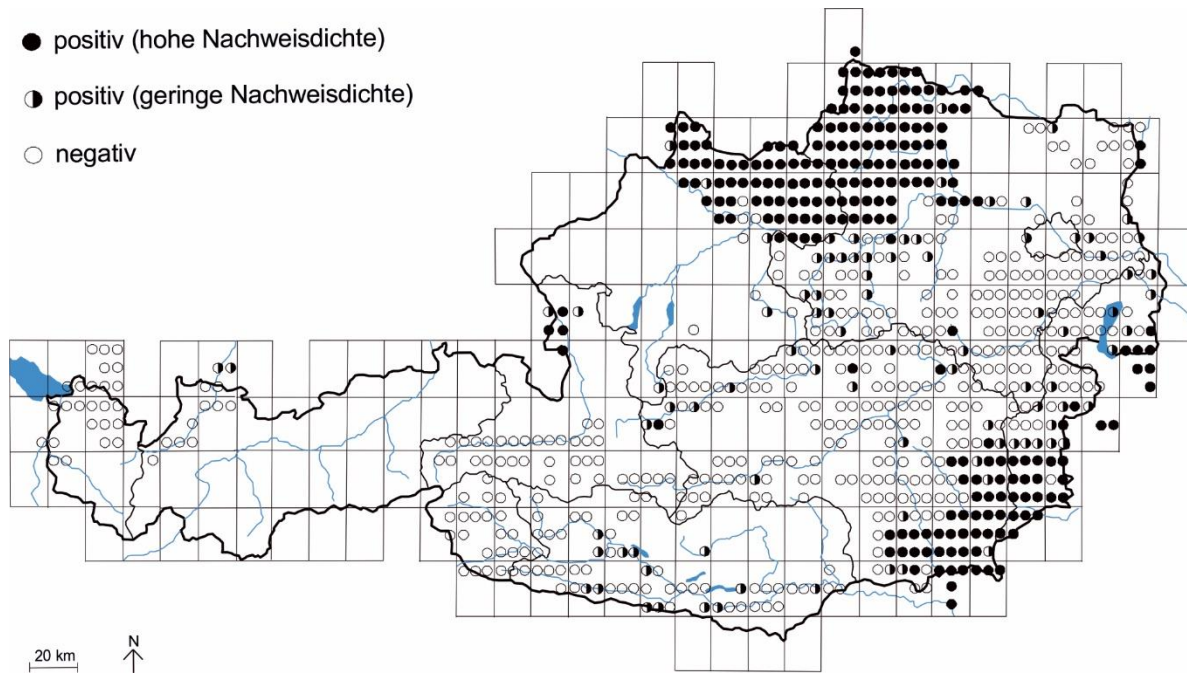 positiv (hohe Nachweisdichte)
positiv (geringe Nachweisdichte)
negativ
20 km
N